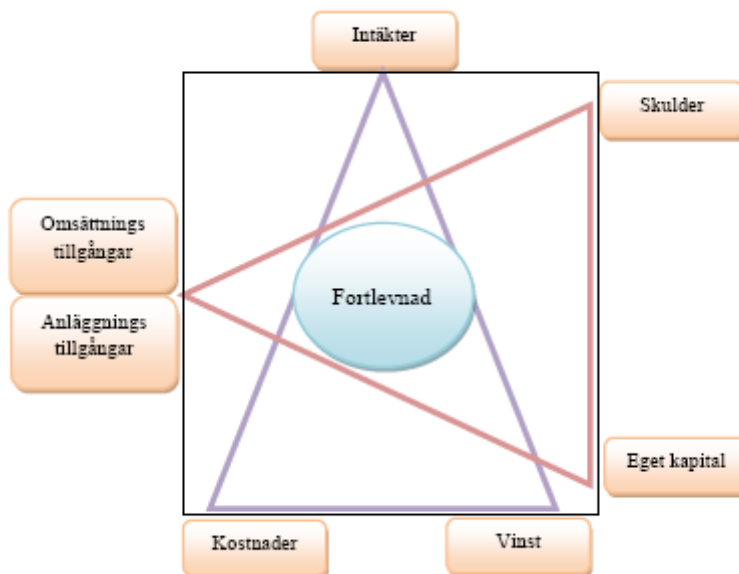 Intäkter
Skulder
Omsättnings
tillgångar
Fortlevnad
Anläggnings
tillgångar
Eget kapital
Kostnader
Vinst